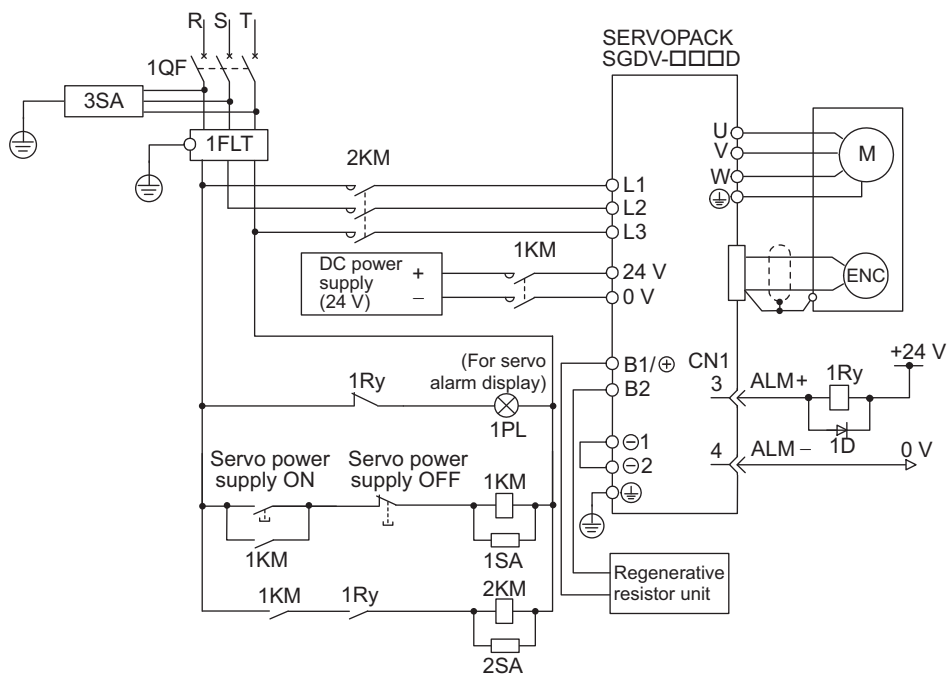 R S T
SERVOPACK
SGDV-□□□D
1QF
3SA
1FLT
2KM
U
V
W
M
L1
L2
L3
1KM
DC power
supply
(24 V)
+
−
24 V
0 V
ENC
B1/⊕
CN1
+24 V
(For servo
alarm display)
1Ry
1PL
B2
3
ALM+
1Ry
1D
⊖1
4
ALM −
0 V
⊖2
Servo power
supply ON
Servo power
supply OFF
1KM
1KM
1SA
Regenerative
resistor unit
1KM
1Ry
2KM
2SA